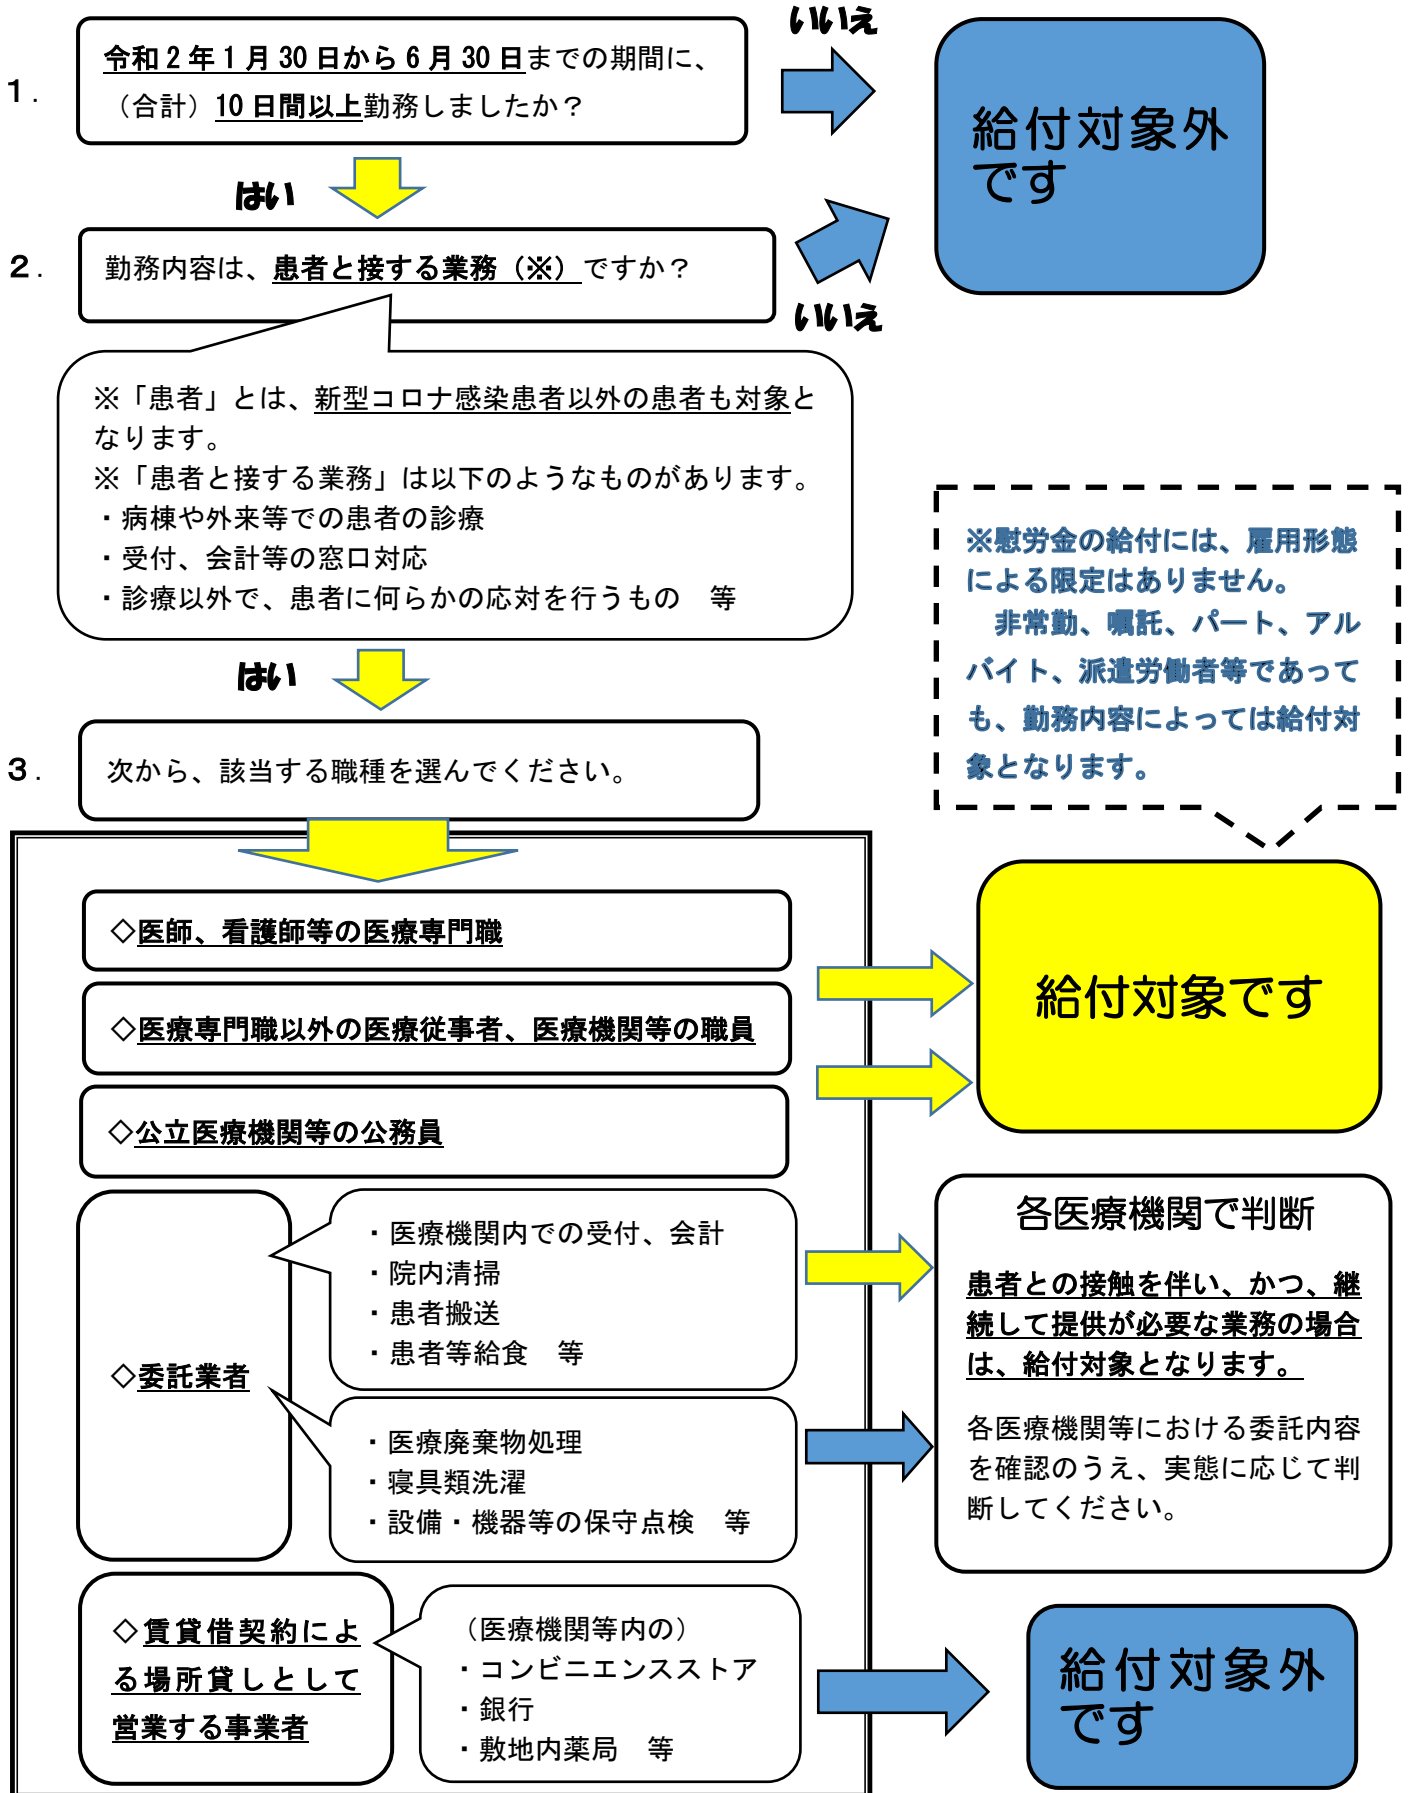 1.
令和2年1月30日から6月30日までの期間に、
（合計）10日間以上勤務しましたか？
いいえ
給付対象外
です
はい
2.
勤務内容は、患者と接する業務（※）ですか？
いいえ
※「患者」とは、新型コロナ感染患者以外の患者も対象と
なります。
※「患者と接する業務」は以下のようなものがあります。
・病棟や外来等での患者の診療
・受付、会計等の窓口対応
・診療以外で、患者に何らかの応対を行うもの　等
はい
3.
次から、該当する職種を選んでください。
※慰労金の給付には、雇用形態
による限定はありません。
非常勤、嘱託、パート、アル
バイト、派遣労働者等であって
も、勤務内容によっては給付対
象となります。
◇医師、看護師等の医療専門職
◇医療専門職以外の医療従事者、医療機関等の職員
◇公立医療機関等の公務員
給付対象です
◇委託業者
・医療機関内での受付、会計
・院内清掃
・患者搬送
・患者等給食　等
・医療廃棄物処理
・寝具類洗濯
・設備・機器等の保守点検　等
各医療機関で判断
患者との接触を伴い、かつ、継
続して提供が必要な業務の場合
は、給付対象となります。
各医療機関等における委託内容
を確認のうえ、実態に応じて判
断してください。
◇賃貸借契約によ
る場所貸しとして
営業する事業者
（医療機関等内の）
・コンビニエンスストア
・銀行
・敷地内薬局　等
給付対象外
です